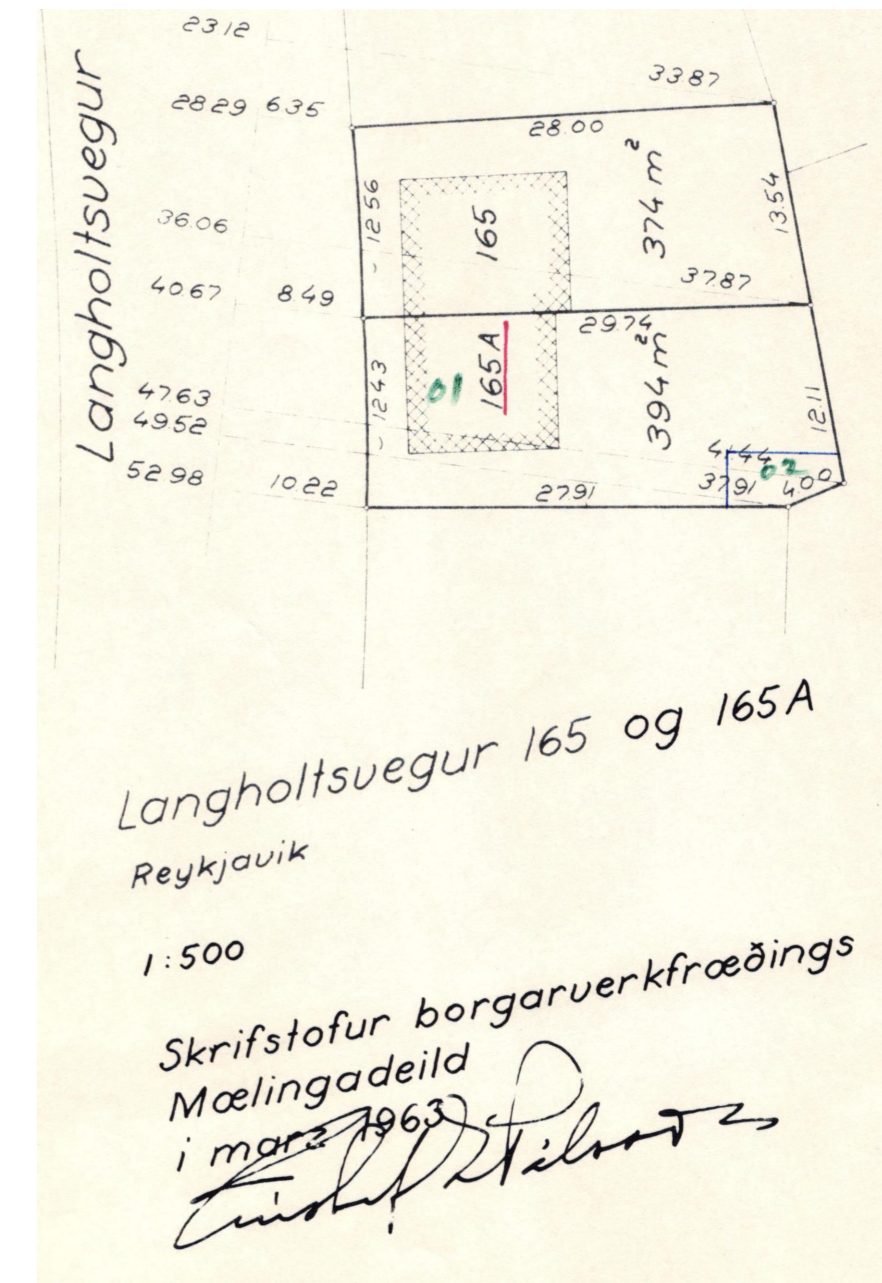 Langholtsvegur
23.12
33.87
28.29 6.35
28.00
12.56
165
374 m²
13.54
36.06
37.87
40.67 8.49
29.74
12.43
01
165A
394 m²
12.11
47.63
49.52
4.44
02
52.98 10.22
27.91
37.91
4.00
Langholtsvegur 165 og 165A
Reykjavik
1:500
Skrifstofur borgarverkfræðings
Mælingadeild
i marz 1963